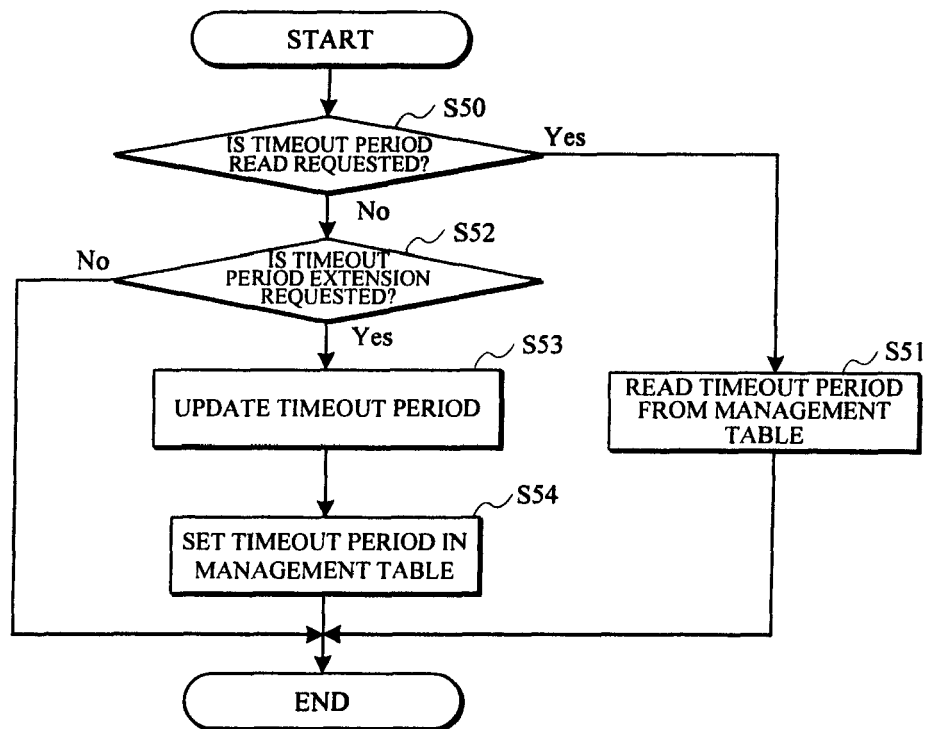 START
S50
IS TIMEOUT PERIOD
READ REQUESTED?
Yes
No
S52
IS TIMEOUT
PERIOD EXTENSION
REQUESTED?
No
Yes
S53
UPDATE TIMEOUT PERIOD
S51
READ TIMEOUT PERIOD
FROM MANAGEMENT
TABLE
S54
SET TIMEOUT PERIOD IN
MANAGEMENT TABLE
END